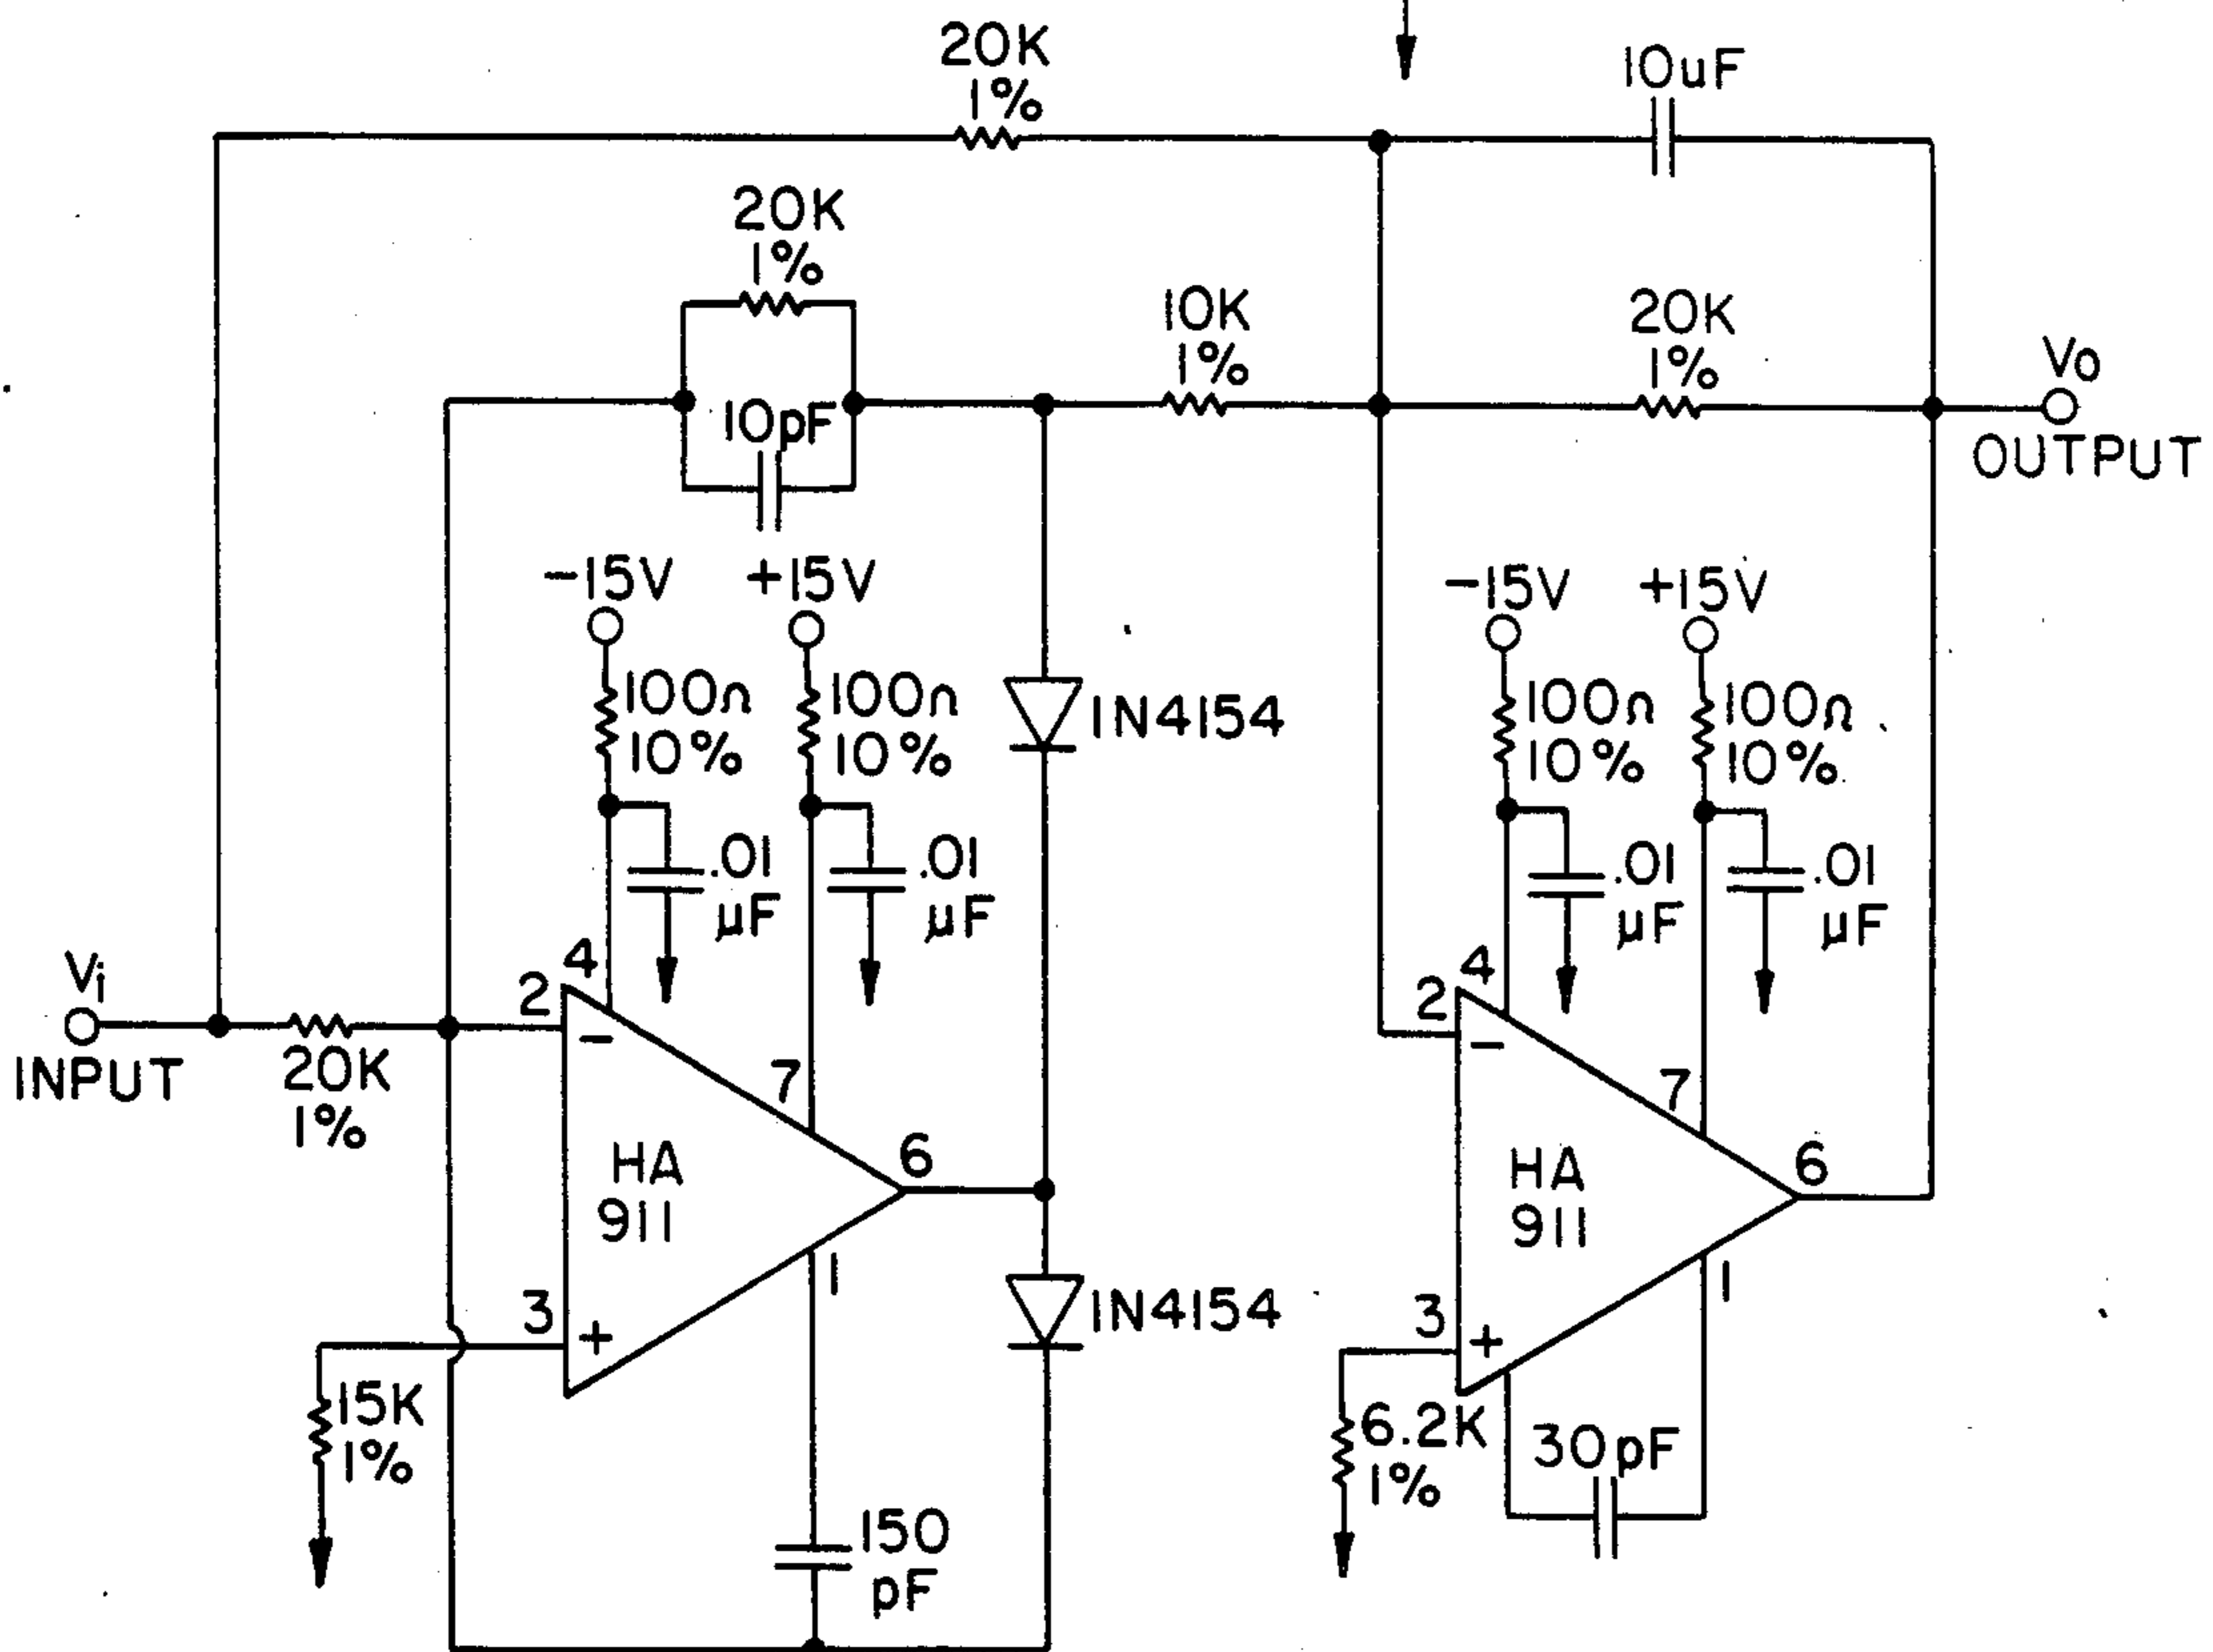 20K
1%
10uF
20K
1%
10K
1%
20K
1%
Vo
OUTPUT
10pF
-15V
+15V
-15V
+15V
100Ω
10%
100Ω
10%
1N4154
100Ω
10%
100Ω
10%
.01
µF
.01
µF
.01
µF
.01
µF
Vi
INPUT
20K
1%
2
4
-
7
HA
911
6
1
3
+
2
4
-
7
HA
911
6
1
3
+
1N4154
15K
1%
150
pF
6.2K
1%
30pF